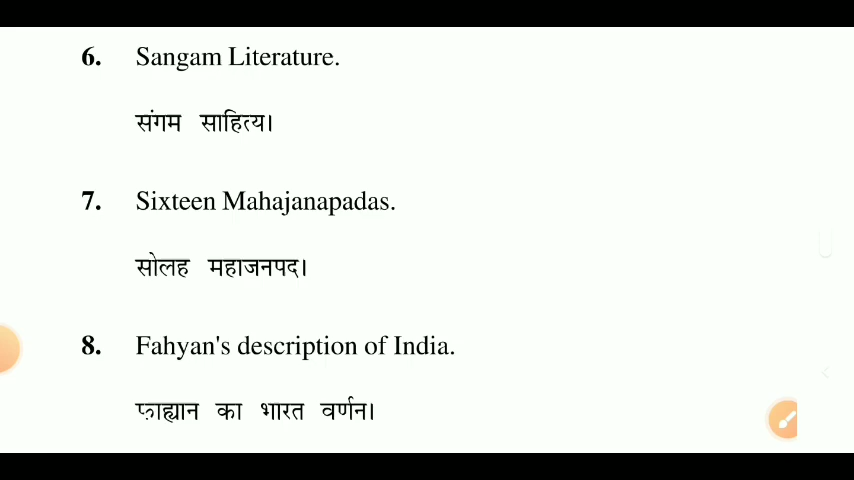 6. Sangam Literature.
संगम साहित्य।
7. Sixteen Mahajanapadas.
सोलह महाजनपद।
8. Fahyan's description of India.
फाह्यान का भारत वर्णन।